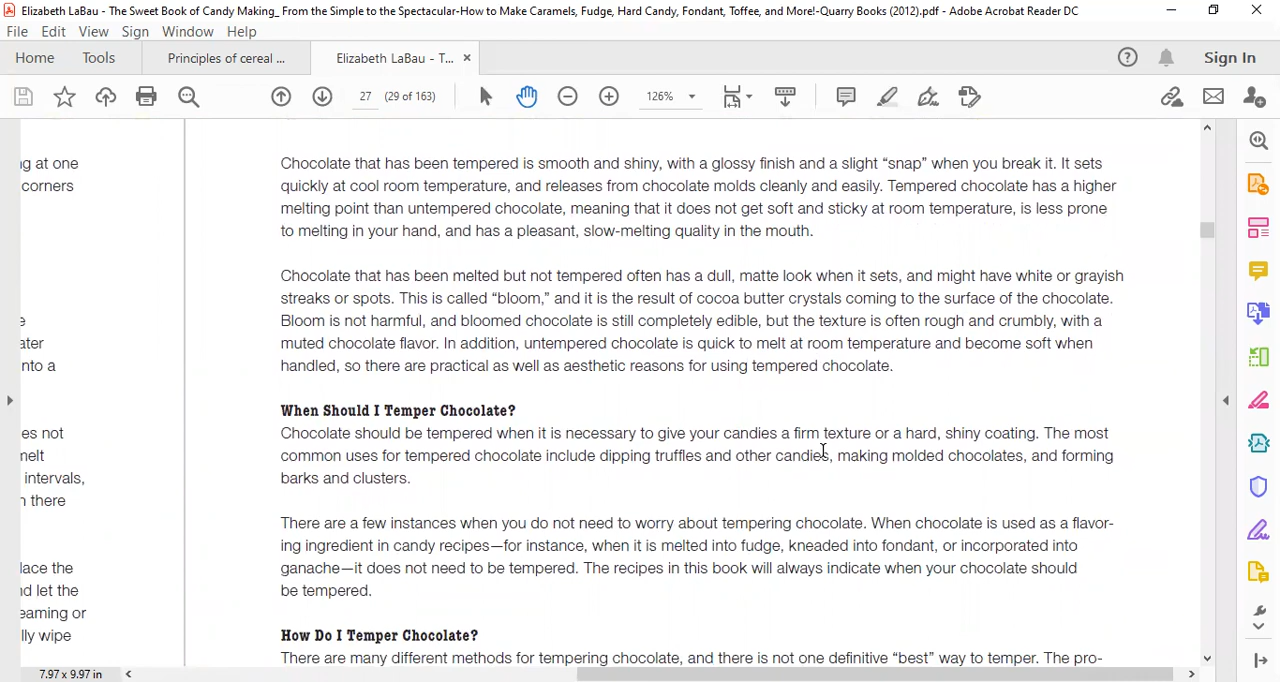 Elizabeth LaBau - The Sweet Book of Candy Making_ From the Simple to the Spectacular-How to Make Caramels, Fudge, Hard Candy, Fondant, Toffee, and More!-Quarry Books (2012).pdf - Adobe Acrobat Reader DC
File Edit View Sign Window Help
Home Tools Principles of cereal ... Elizabeth LaBau - T... × Sign In
27 (29 of 163) 126%
ng at one
corners
ater
nto a
es not
melt
intervals,
n there
lace the
nd let the
eaming or
lly wipe
Chocolate that has been tempered is smooth and shiny, with a glossy finish and a slight “snap” when you break it. It sets
quickly at cool room temperature, and releases from chocolate molds cleanly and easily. Tempered chocolate has a higher
melting point than untempered chocolate, meaning that it does not get soft and sticky at room temperature, is less prone
to melting in your hand, and has a pleasant, slow-melting quality in the mouth.
Chocolate that has been melted but not tempered often has a dull, matte look when it sets, and might have white or grayish
streaks or spots. This is called “bloom,” and it is the result of cocoa butter crystals coming to the surface of the chocolate.
Bloom is not harmful, and bloomed chocolate is still completely edible, but the texture is often rough and crumbly, with a
muted chocolate flavor. In addition, untempered chocolate is quick to melt at room temperature and become soft when
handled, so there are practical as well as aesthetic reasons for using tempered chocolate.
When Should I Temper Chocolate?
Chocolate should be tempered when it is necessary to give your candies a firm texture or a hard, shiny coating. The most
common uses for tempered chocolate include dipping truffles and other candies, making molded chocolates, and forming
barks and clusters.
There are a few instances when you do not need to worry about tempering chocolate. When chocolate is used as a flavor-
ing ingredient in candy recipes—for instance, when it is melted into fudge, kneaded into fondant, or incorporated into
ganache—it does not need to be tempered. The recipes in this book will always indicate when your chocolate should
be tempered.
How Do I Temper Chocolate?
There are many different methods for tempering chocolate, and there is not one definitive “best” way to temper. The pro-
7.97 x 9.97 in